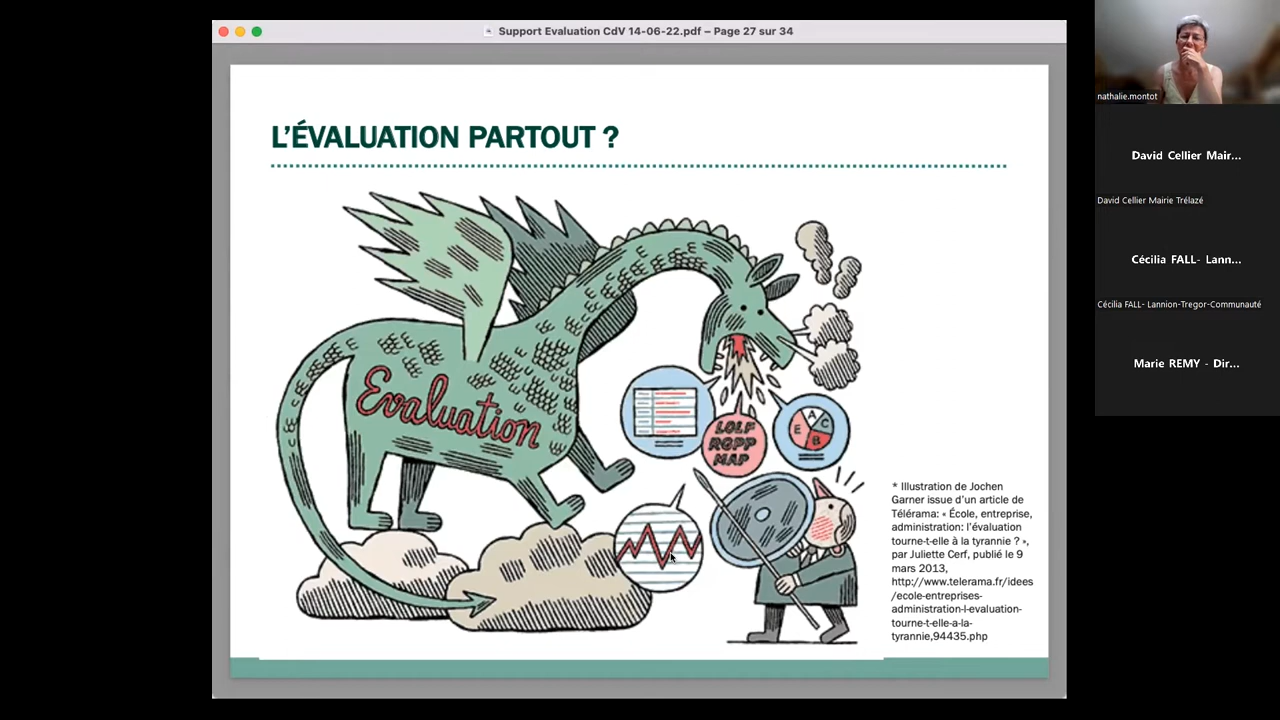 Support Evaluation CdV 14-06-22.pdf – Page 27 sur 34
L'ÉVALUATION PARTOUT ?
Evaluation
LOLF
RGPP
MAP
A
E
C
B
* Illustration de Jochen
Garner issue d'un article de
Télérama: « École, entreprise,
administration: l'évaluation
tourne-t-elle à la tyrannie ? »,
par Juliette Cerf, publié le 9
mars 2013,
http://www.telerama.fr/idees
/ecole-entreprises-
administration-l-evaluation-
tourne-t-elle-a-la-
tyrannie,94435.php
nathalie.montot
David Cellier Mair...
David Cellier Mairie Trélazé
Cécilia FALL- Lann...
Cécilia FALL- Lannion-Tregor-Communauté
Marie REMY - Dir...